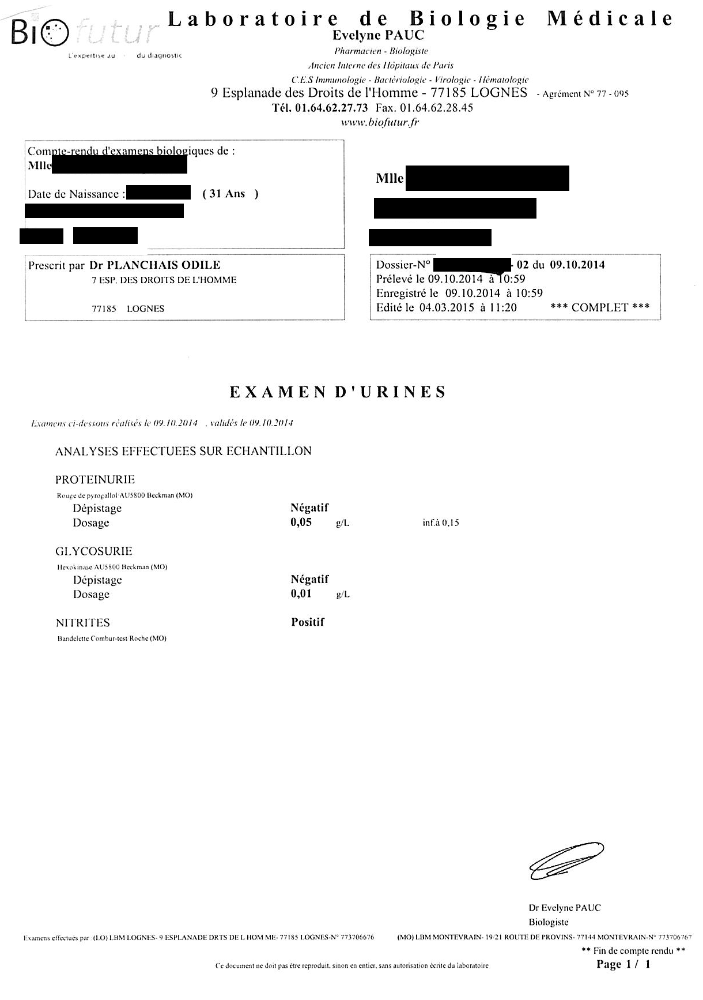 Laboratoire de Biologie Médicale
Biofutur
Evelyne PAUC
L'expertise au du diagnostic
Pharmacien - Biologiste
Ancien Interne des Hôpitaux de Paris
C.E.S Immunologie - Bactériologie - Virologie - Hématologie
9 Esplanade des Droits de l'Homme - 77185 LOGNES - Agrément N° 77 - 095
Tél. 01.64.62.27.73 Fax. 01.64.62.28.45
www.biofutur.fr
Compte-rendu d'examens biologiques de :
Mlle
Date de Naissance : ( 31 Ans )
Mlle
Prescrit par Dr PLANCHAIS ODILE
7 ESP. DES DROITS DE L'HOMME
77185 LOGNES
Dossier-N° - 02 du 09.10.2014
Prélevé le 09.10.2014 à 10:59
Enregistré le 09.10.2014 à 10:59
Edité le 04.03.2015 à 11:20 *** COMPLET ***
EXAMEN D'URINES
Examens ci-dessous réalisés le 09.10.2014 , validés le 09.10.2014
ANALYSES EFFECTUEES SUR ECHANTILLON
PROTEINURIE
Rouge de pyrogallol AU5800 Beckman (MO)
Dépistage Négatif
Dosage 0,05 g/L inf.à 0,15
GLYCOSURIE
Hexokinase AU5800 Beckman (MO)
Dépistage Négatif
Dosage 0,01 g/L
NITRITES Positif
Bandelette Combur-test Roche (MO)
Dr Evelyne PAUC
Biologiste
Examens effectués par :(LO) LBM LOGNES- 9 ESPLANADE DRTS DE L HOM ME- 77185 LOGNES-N° 773706676 (MO) LBM MONTEVRAIN- 19/21 ROUTE DE PROVINS- 77144 MONTEVRAIN-N° 773706767
** Fin de compte rendu **
Ce document ne doit pas être reproduit, sinon en entier, sans autorisation écrite du laboratoire
Page 1 / 1